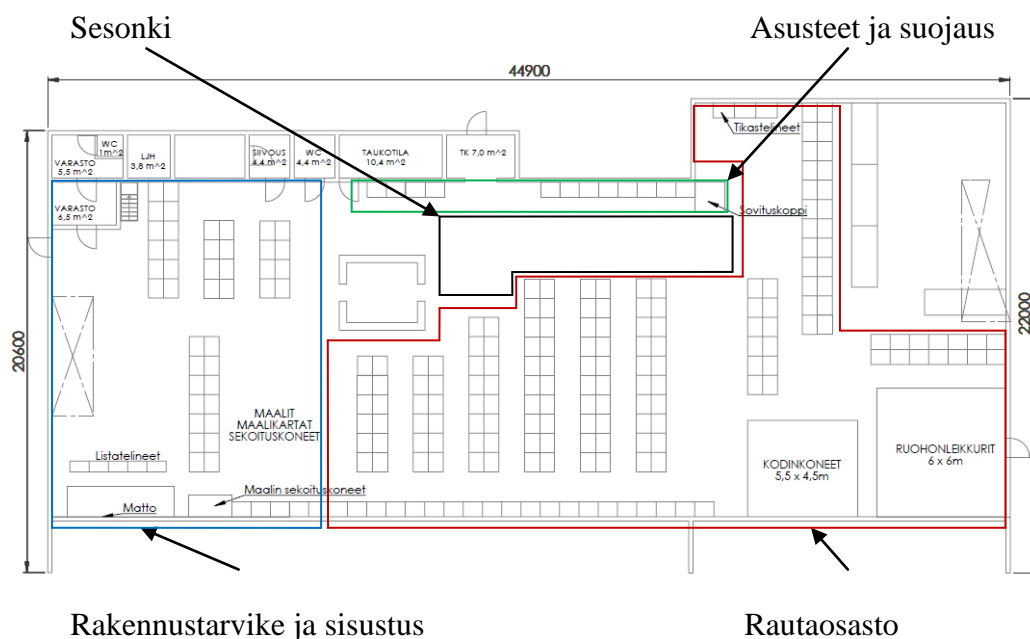 Sesonki
Asusteet ja suojaus
44900
Tikastelineet
WC
1m^2
VARASTO
5,5 m^2
LJH
3,8 m^2
SIIVOUS
4,4 m^2
WC
4,4 m^2
TAUKOTILA
10,4 m^2
TK 7,0 m^2
VARASTO
6,5 m^2
Sovituskoppi
20600
22000
MAALIT
MAALIKARTAT
SEKOITUSKONEET
Listatelineet
Maalin sekoituskoneet
Matto
KODINKONEET
5,5 x 4,5m
RUOHONLEIKKURIT
6 x 6m
Rakennustarvike ja sisustus
Rautaosasto